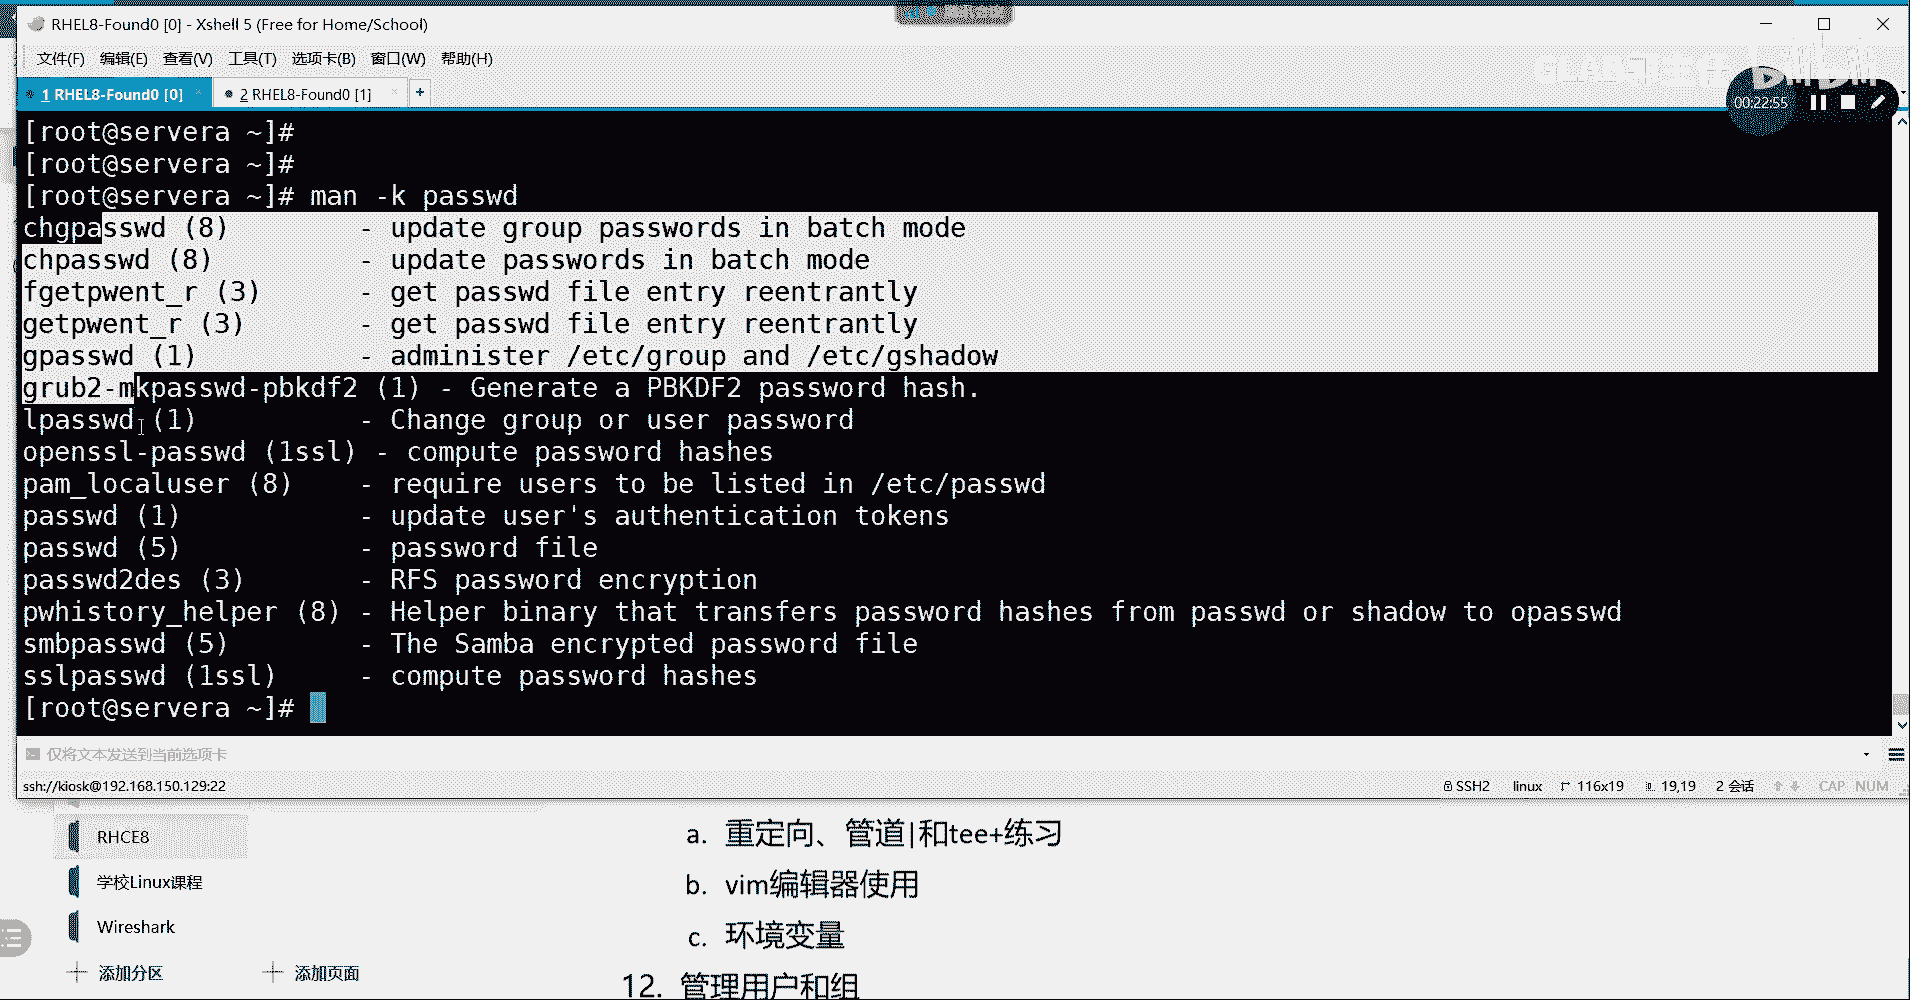 RHEL8-Found0 [0] - Xshell 5 (Free for Home/School)
文件(F) 编辑(E) 查看(V) 工具(T) 选项卡(B) 窗口(W) 帮助(H)
1 RHEL8-Found0 [0] × 2 RHEL8-Found0 [1] × +
00:22:55
[root@servera ~]#
[root@servera ~]#
[root@servera ~]# man -k passwd
chgpasswd (8) - update group passwords in batch mode
chpasswd (8) - update passwords in batch mode
fgetpwent_r (3) - get passwd file entry reentrantly
getpwent_r (3) - get passwd file entry reentrantly
gpasswd (1) - administer /etc/group and /etc/gshadow
grub2-mkpasswd-pbkdf2 (1) - Generate a PBKDF2 password hash.
lpasswd (1) - Change group or user password
openssl-passwd (1ssl) - compute password hashes
pam_localuser (8) - require users to be listed in /etc/passwd
passwd (1) - update user's authentication tokens
passwd (5) - password file
passwd2des (3) - RFS password encryption
pwhistory_helper (8) - Helper binary that transfers password hashes from passwd or shadow to opasswd
smbpasswd (5) - The Samba encrypted password file
sslpasswd (1ssl) - compute password hashes
[root@servera ~]#
仅将文本发送到当前选项卡
ssh://kiosk@192.168.150.129:22 SSH2 linux 116x19 19,19 2 会话 CAP NUM
RHCE8
学校Linux课程
Wireshark
添加分区 添加页面
a. 重定向、管道|和tee+练习
b. vim编辑器使用
c. 环境变量
12. 管理用户和组